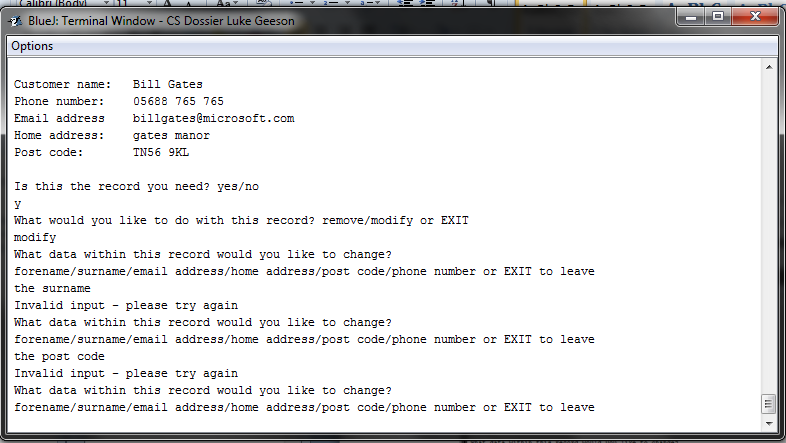 Calibri (Body) 11
BlueJ: Terminal Window - CS Dossier Luke Geeson
Options
Customer name: Bill Gates
Phone number: 05688 765 765
Email address billgates@microsoft.com
Home address: gates manor
Post code: TN56 9KL
Is this the record you need? yes/no
y
What would you like to do with this record? remove/modify or EXIT
modify
What data within this record would you like to change?
forename/surname/email address/home address/post code/phone number or EXIT to leave
the surname
Invalid input - please try again
What data within this record would you like to change?
forename/surname/email address/home address/post code/phone number or EXIT to leave
the post code
Invalid input - please try again
What data within this record would you like to change?
forename/surname/email address/home address/post code/phone number or EXIT to leave